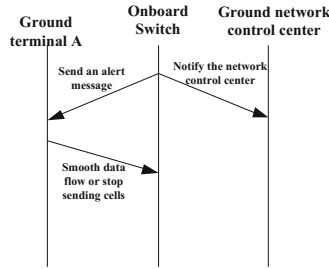 Ground
terminal A
Onboard
Switch
Ground network
control center
Send an alert
message
Notify the network
control center
Smooth data
flow or stop
sending cells